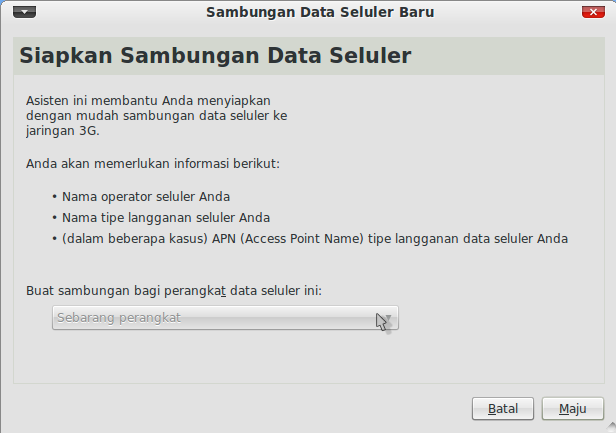 Sambungan Data Seluler Baru
Siapkan Sambungan Data Seluler
Asisten ini membantu Anda menyiapkan
dengan mudah sambungan data seluler ke
jaringan 3G.
Anda akan memerlukan informasi berikut:
• Nama operator seluler Anda
• Nama tipe langganan seluler Anda
• (dalam beberapa kasus) APN (Access Point Name) tipe langganan data seluler Anda
Buat sambungan bagi perangkat data seluler ini:
Sebarang perangkat
Batal Maju